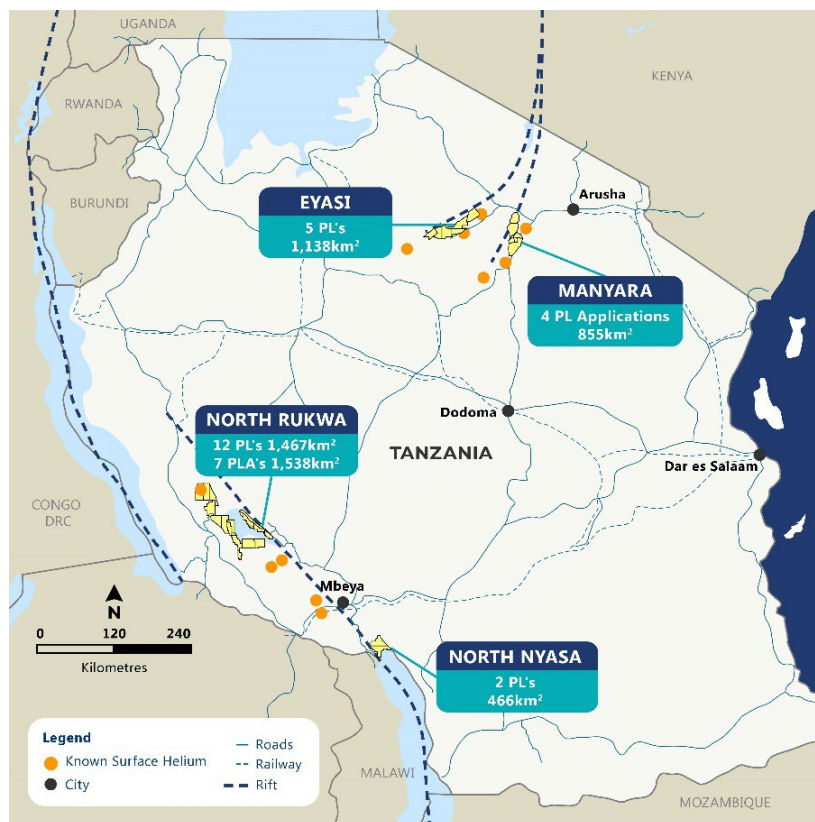 UGANDA
KENYA
RWANDA
BURUNDI
EYASI
5 PL's
1,138km²
Arusha
MANYARA
4 PL Applications
855km²
NORTH RUKWA
12 PL's 1,467km²
7 PLA's 1,538km²
Dodoma
TANZANIA
Dar es Salaam
CONGO
DRC
Mbeya
N
0 120 240
Kilometres
NORTH NYASA
2 PL's
466km²
Legend
Known Surface Helium
City
Roads
Railway
Rift
MALAWI
MOZAMBIQUE